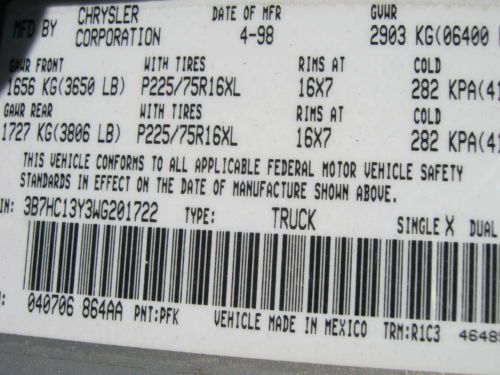 MFD BY CHRYSLER CORPORATION DATE OF MFR 4-98 GVWR 2903 KG(06400
GAWR FRONT WITH TIRES RIMS AT COLD
1656 KG(3650 LB) P225/75R16XL 16X7 282 KPA(41
GAWR REAR WITH TIRES RIMS AT COLD
1727 KG(3806 LB) P225/75R16XL 16X7 282 KPA(41
THIS VEHICLE CONFORMS TO ALL APPLICABLE FEDERAL MOTOR VEHICLE SAFETY
STANDARDS IN EFFECT ON THE DATE OF MANUFACTURE SHOWN ABOVE.
IN: 3B7HC13Y3WG201722 TYPE: TRUCK SINGLE X DUAL
040706 864AA PNT:PFK VEHICLE MADE IN MEXICO TRM:R1C3 4648